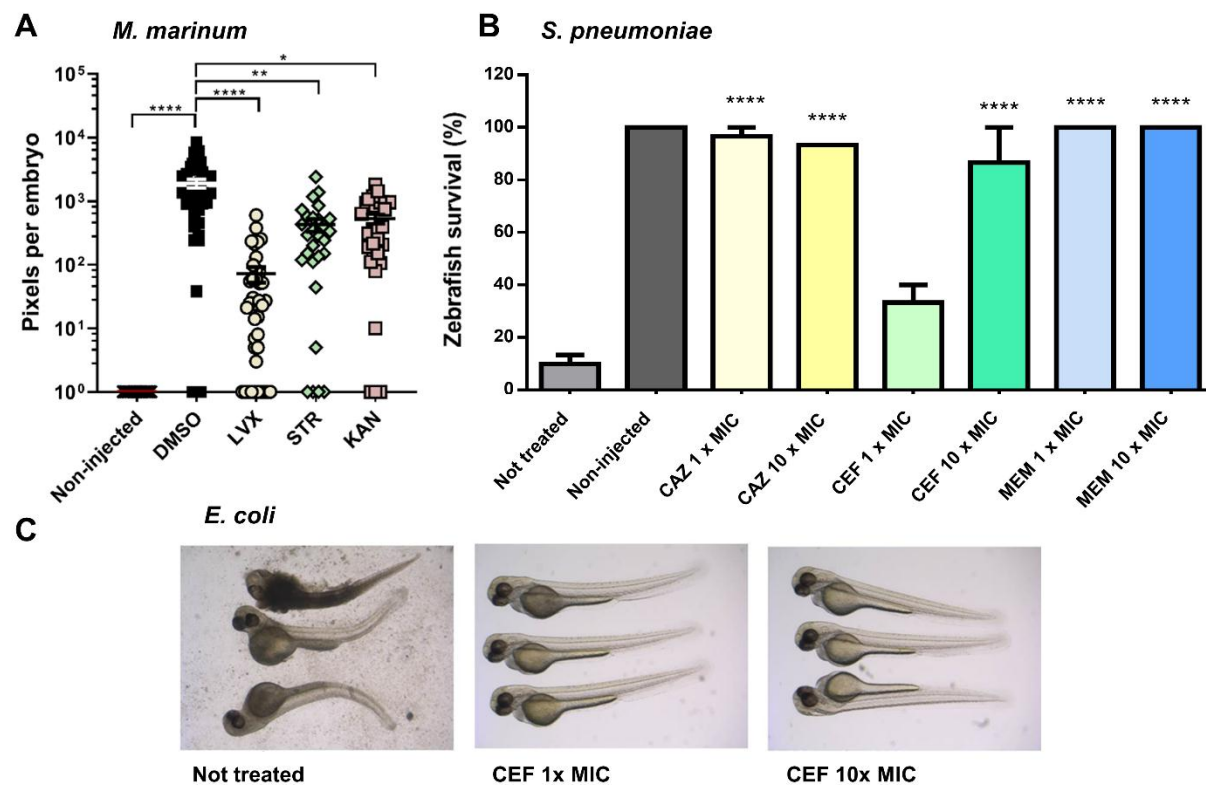 A
M. marinum
*
**
****
****
10⁵
10⁴
10³
10²
10¹
10⁰
Pixels per embryo
Non-injected
DMSO
LVX
STR
KAN
B
S. pneumoniae
120
100
80
60
40
20
0
Zebrafish survival (%)
****
****
****
****
****
Not treated
Non-injected
CAZ 1 x MIC
CAZ 10 x MIC
CEF 1 x MIC
CEF 10 x MIC
MEM 1 x MIC
MEM 10 x MIC
C
E. coli
Not treated
CEF 1x MIC
CEF 10x MIC